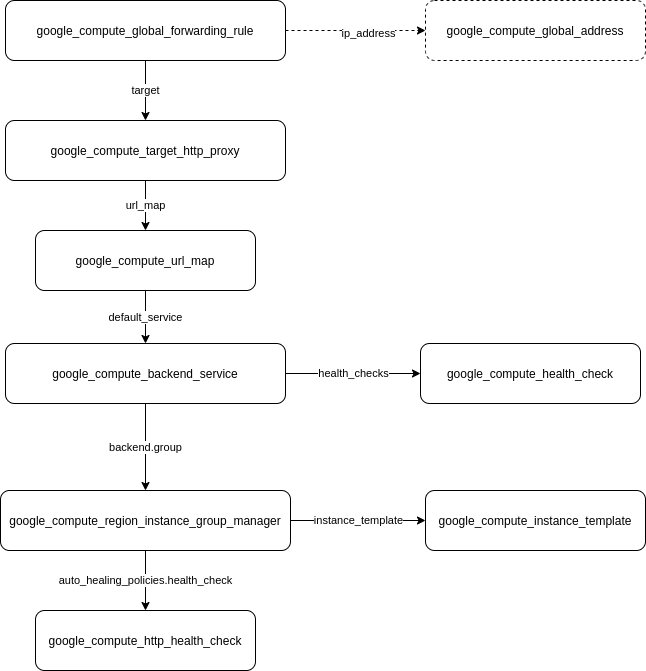 google_compute_global_forwarding_rule
ip_address
google_compute_global_address
target
google_compute_target_http_proxy
url_map
google_compute_url_map
default_service
google_compute_backend_service
health_checks
google_compute_health_check
backend.group
google_compute_region_instance_group_manager
instance_template
google_compute_instance_template
auto_healing_policies.health_check
google_compute_http_health_check